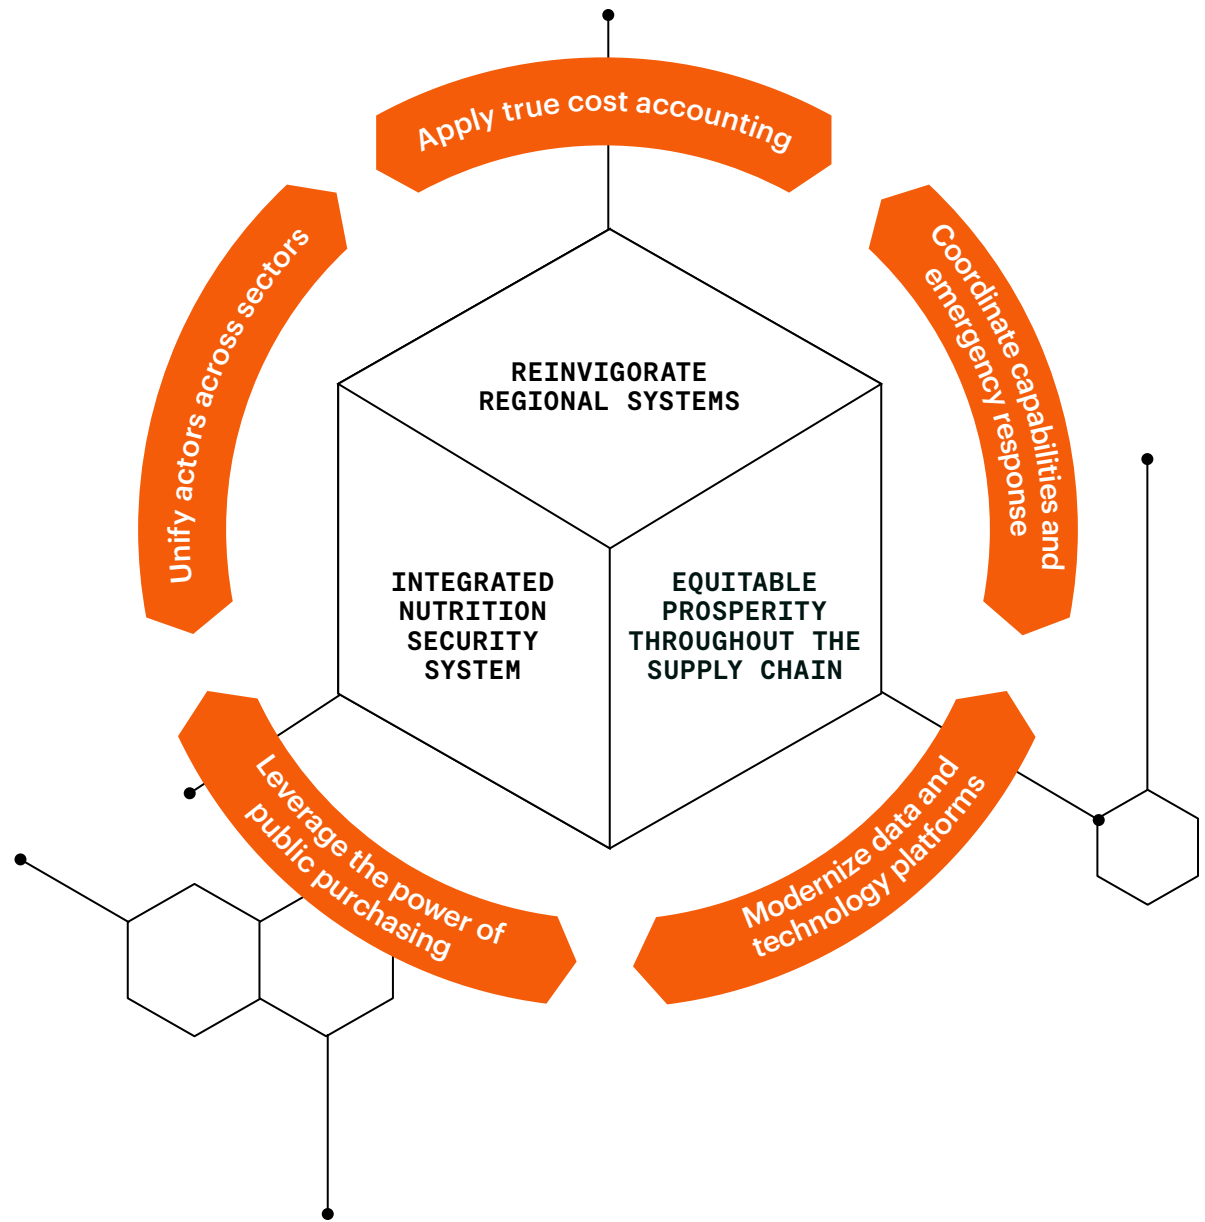 Apply true cost accounting
Unify actors across sectors
Coordinate capabilities and
emergency response
REINVIGORATE
REGIONAL SYSTEMS
INTEGRATED
NUTRITION
SECURITY
SYSTEM
EQUITABLE
PROSPERITY
THROUGHOUT THE
SUPPLY CHAIN
Leverage the power of
public purchasing
Modernize data and
technology platforms